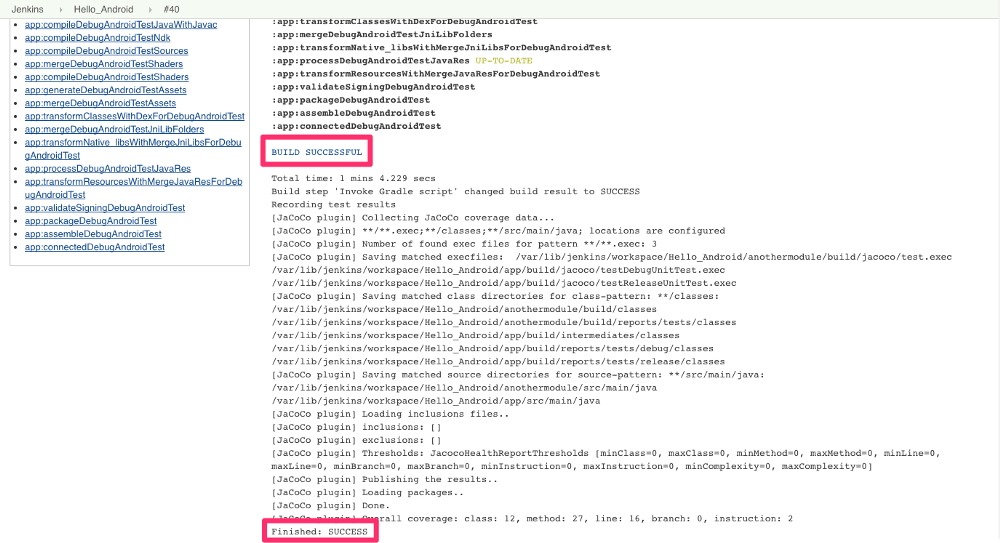 Jenkins › Hello_Android › #40
app:compileDebugAndroidTestJavaWithJavac
app:compileDebugAndroidTestNdk
app:compileDebugAndroidTestSources
app:mergeDebugAndroidTestShaders
app:compileDebugAndroidTestShaders
app:generateDebugAndroidTestAssets
app:mergeDebugAndroidTestAssets
app:transformClassesWithDexForDebugAndroidTest
app:mergeDebugAndroidTestJniLibFolders
app:transformNative_libsWithMergeJniLibsForDebu
gAndroidTest
app:processDebugAndroidTestJavaRes
app:transformResourcesWithMergeJavaResForDeb
ugAndroidTest
app:validateSigningDebugAndroidTest
app:packageDebugAndroidTest
app:assembleDebugAndroidTest
app:connectedDebugAndroidTest
:app:transformClassesWithDexForDebugAndroidTest
:app:mergeDebugAndroidTestJniLibFolders
:app:transformNative_libsWithMergeJniLibsForDebugAndroidTest
:app:processDebugAndroidTestJavaRes UP-TO-DATE
:app:transformResourcesWithMergeJavaResForDebugAndroidTest
:app:validateSigningDebugAndroidTest
:app:packageDebugAndroidTest
:app:assembleDebugAndroidTest
:app:connectedDebugAndroidTest
BUILD SUCCESSFUL
Total time: 1 mins 4.229 secs
Build step 'Invoke Gradle script' changed build result to SUCCESS
Recording test results
[JaCoCo plugin] Collecting JaCoCo coverage data...
[JaCoCo plugin] **/**.exec;**/classes;**/src/main/java; locations are configured
[JaCoCo plugin] Number of found exec files for pattern **/**.exec: 3
[JaCoCo plugin] Saving matched execfiles:  /var/lib/jenkins/workspace/Hello_Android/anothermodule/build/jacoco/test.exec
/var/lib/jenkins/workspace/Hello_Android/app/build/jacoco/testDebugUnitTest.exec
/var/lib/jenkins/workspace/Hello_Android/app/build/jacoco/testReleaseUnitTest.exec
[JaCoCo plugin] Saving matched class directories for class-pattern: **/classes:
/var/lib/jenkins/workspace/Hello_Android/anothermodule/build/classes
/var/lib/jenkins/workspace/Hello_Android/anothermodule/build/reports/tests/classes
/var/lib/jenkins/workspace/Hello_Android/app/build/intermediates/classes
/var/lib/jenkins/workspace/Hello_Android/app/build/reports/tests/debug/classes
/var/lib/jenkins/workspace/Hello_Android/app/build/reports/tests/release/classes
[JaCoCo plugin] Saving matched source directories for source-pattern: **/src/main/java:
/var/lib/jenkins/workspace/Hello_Android/anothermodule/src/main/java
/var/lib/jenkins/workspace/Hello_Android/app/src/main/java
[JaCoCo plugin] Loading inclusions files..
[JaCoCo plugin] inclusions: []
[JaCoCo plugin] exclusions: []
[JaCoCo plugin] Thresholds: JacocoHealthReportThresholds [minClass=0, maxClass=0, minMethod=0, maxMethod=0, minLine=0,
maxLine=0, minBranch=0, maxBranch=0, minInstruction=0, maxInstruction=0, minComplexity=0, maxComplexity=0]
[JaCoCo plugin] Publishing the results..
[JaCoCo plugin] Loading packages..
[JaCoCo plugin] Done.
[JaCoCo plugin] Overall coverage: class: 12, method: 27, line: 16, branch: 0, instruction: 2
Finished: SUCCESS